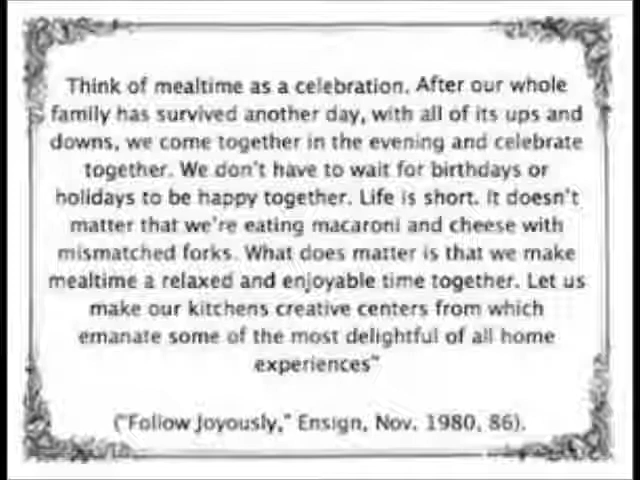 Think of mealtime as a celebration. After our whole
family has survived another day, with all of its ups and
downs, we come together in the evening and celebrate
together. We don't have to wait for birthdays or
holidays to be happy together. Life is short. It doesn't
matter that we're eating macaroni and cheese with
mismatched forks. What does matter is that we make
mealtime a relaxed and enjoyable time together. Let us
make our kitchens creative centers from which
emanate some of the most delightful of all home
experiences"
("Follow Joyously," Ensign, Nov. 1980, 86).